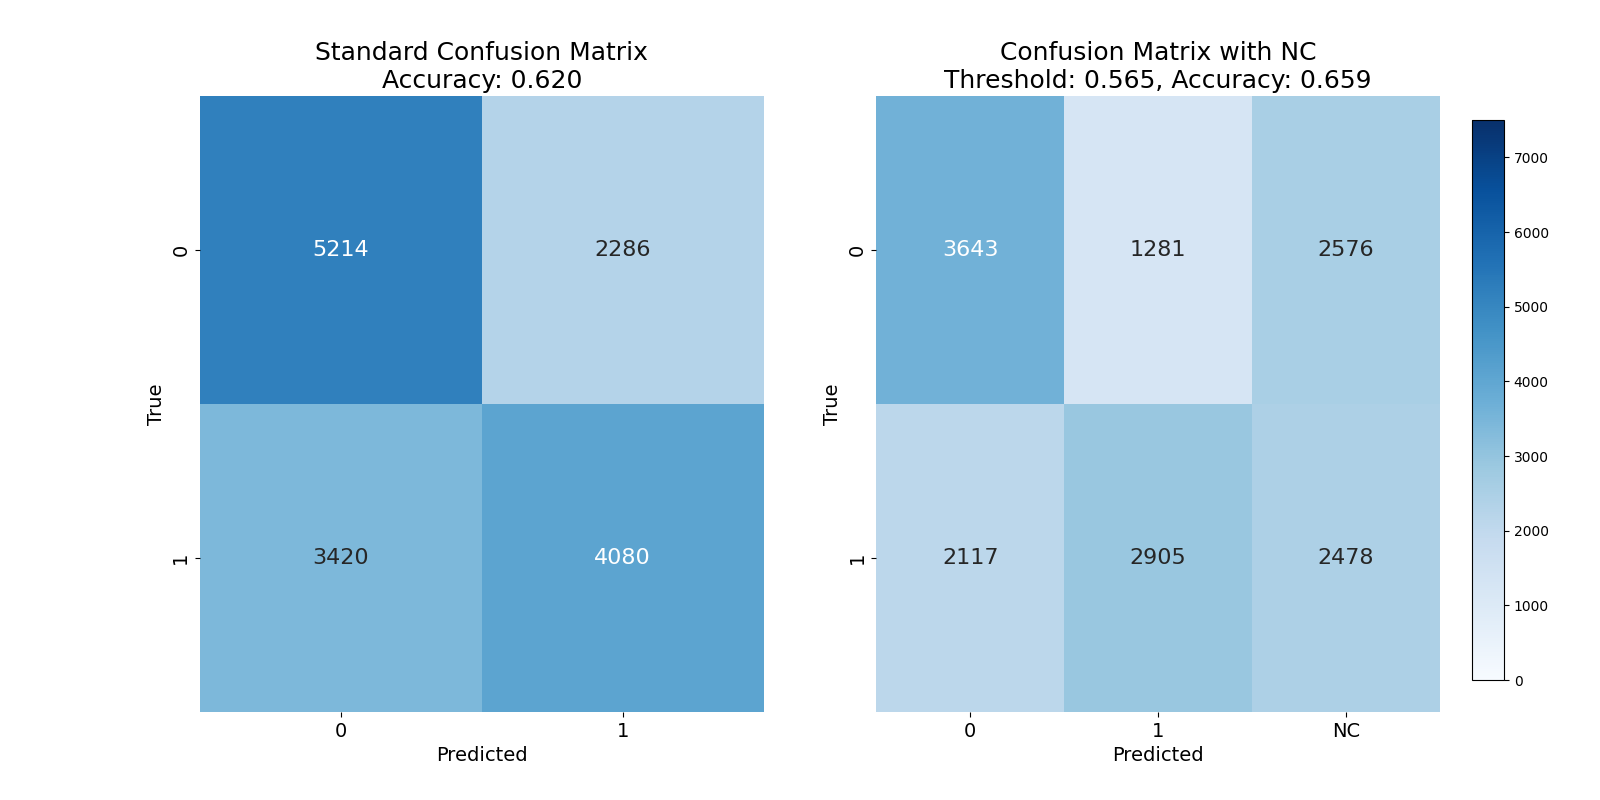 Standard Confusion Matrix
Accuracy: 0.620
0
5214
2286
True
1
3420
4080
0
1
Predicted
Confusion Matrix with NC
Threshold: 0.565, Accuracy: 0.659
0
3643
1281
2576
True
1
2117
2905
2478
0
1
NC
Predicted
7000
6000
5000
4000
3000
2000
1000
0